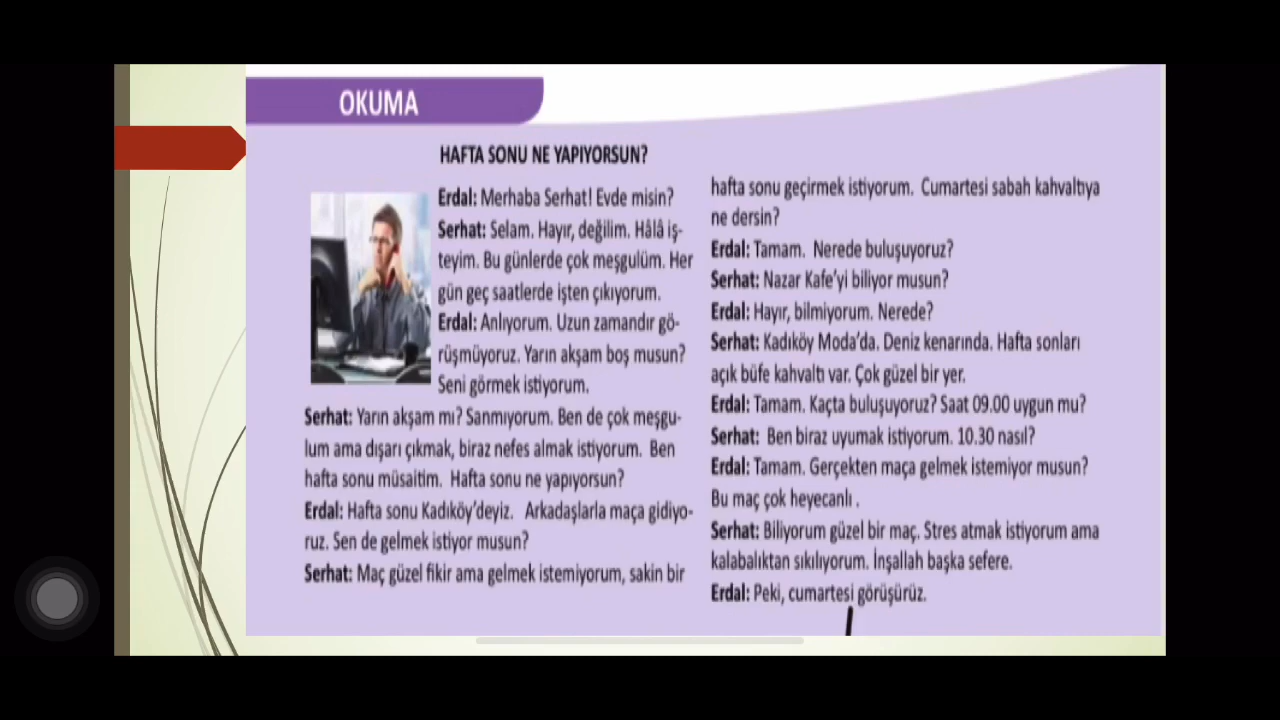 OKUMA
HAFTA SONU NE YAPIYORSUN?
Erdal: Merhaba Serhat! Evde misin?
Serhat: Selam. Hayır, değilim. Hâlâ iş-
teyim. Bu günlerde çok meşgulüm. Her
gün geç saatlerde işten çıkıyorum.
Erdal: Anlıyorum. Uzun zamandır gö-
rüşmüyoruz. Yarın akşam boş musun?
Seni görmek istiyorum.
Serhat: Yarın akşam mı? Sanmıyorum. Ben de çok meşgu-
lum ama dışarı çıkmak, biraz nefes almak istiyorum. Ben
hafta sonu müsaitim. Hafta sonu ne yapıyorsun?
Erdal: Hafta sonu Kadıköy'deyiz. Arkadaşlarla maça gidiyo-
ruz. Sen de gelmek istiyor musun?
Serhat: Maç güzel fikir ama gelmek istemiyorum, sakin bir
hafta sonu geçirmek istiyorum. Cumartesi sabah kahvaltıya
ne dersin?
Erdal: Tamam. Nerede buluşuyoruz?
Serhat: Nazar Kafe'yi biliyor musun?
Erdal: Hayır, bilmiyorum. Nerede?
Serhat: Kadıköy Moda'da. Deniz kenarında. Hafta sonları
açık büfe kahvaltı var. Çok güzel bir yer.
Erdal: Tamam. Kaçta buluşuyoruz? Saat 09.00 uygun mu?
Serhat: Ben biraz uyumak istiyorum. 10.30 nasıl?
Erdal: Tamam. Gerçekten maça gelmek istemiyor musun?
Bu maç çok heyecanlı .
Serhat: Biliyorum güzel bir maç. Stres atmak istiyorum ama
kalabalıktan sıkılıyorum. İnşallah başka sefere.
Erdal: Peki, cumartesi görüşürüz.